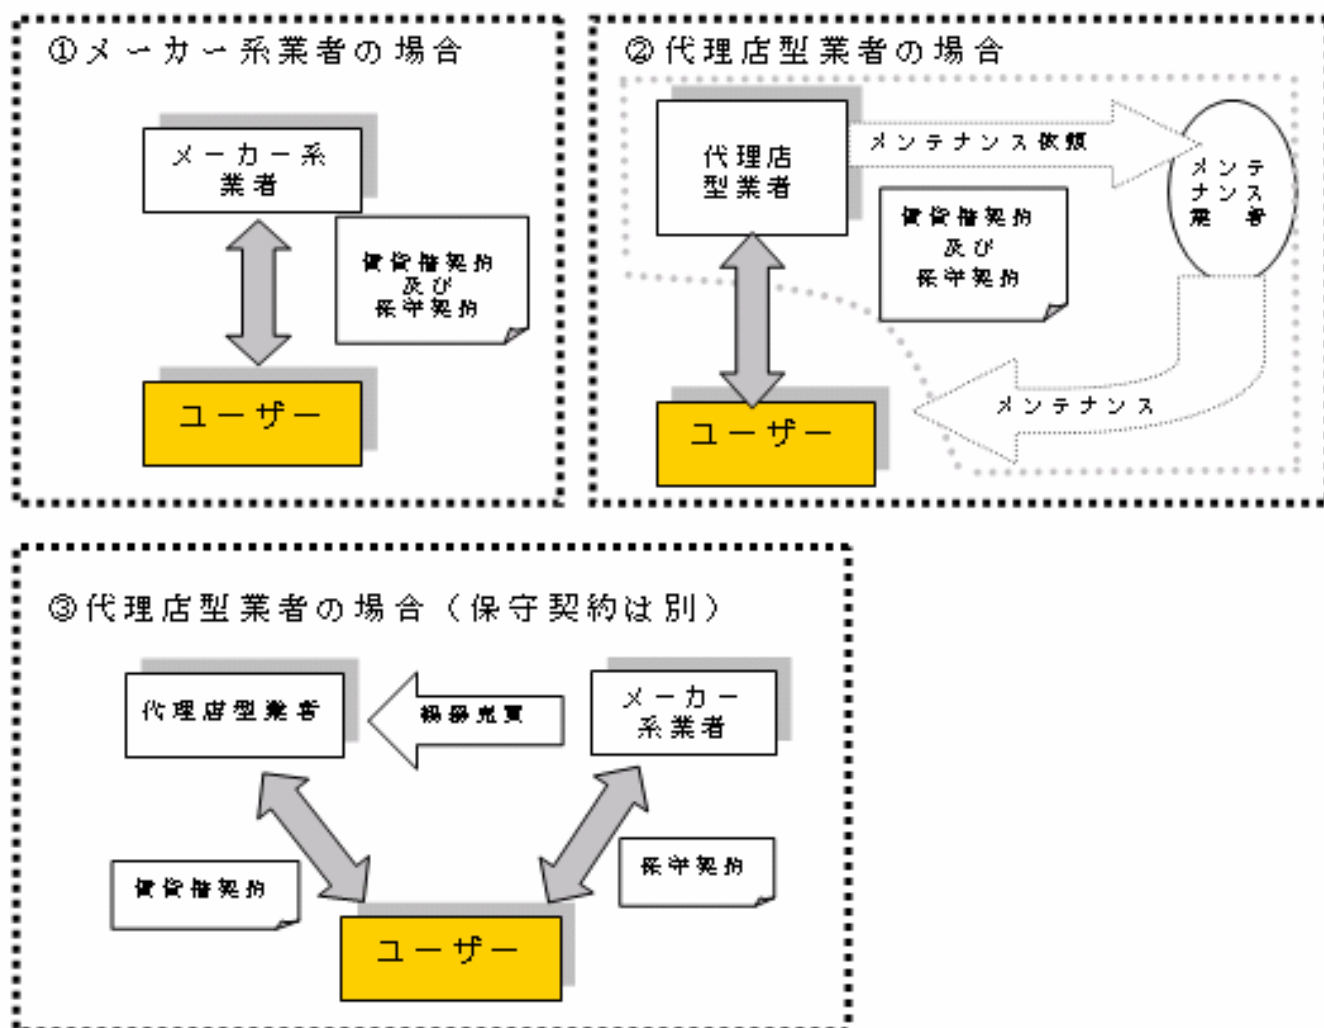 ①メーカー系業者の場合
メーカー系
業者
賃貸借契約
及び
保守契約
ユーザー
②代理店型業者の場合
代理店
型業者
メンテナンス依頼
メンテ
ナンス
業者
賃貸借契約
及び
保守契約
メンテナンス
ユーザー
③代理店型業者の場合（保守契約は別）
代理店型業者
機器売買
メーカー
系業者
賃貸借契約
保守契約
ユーザー